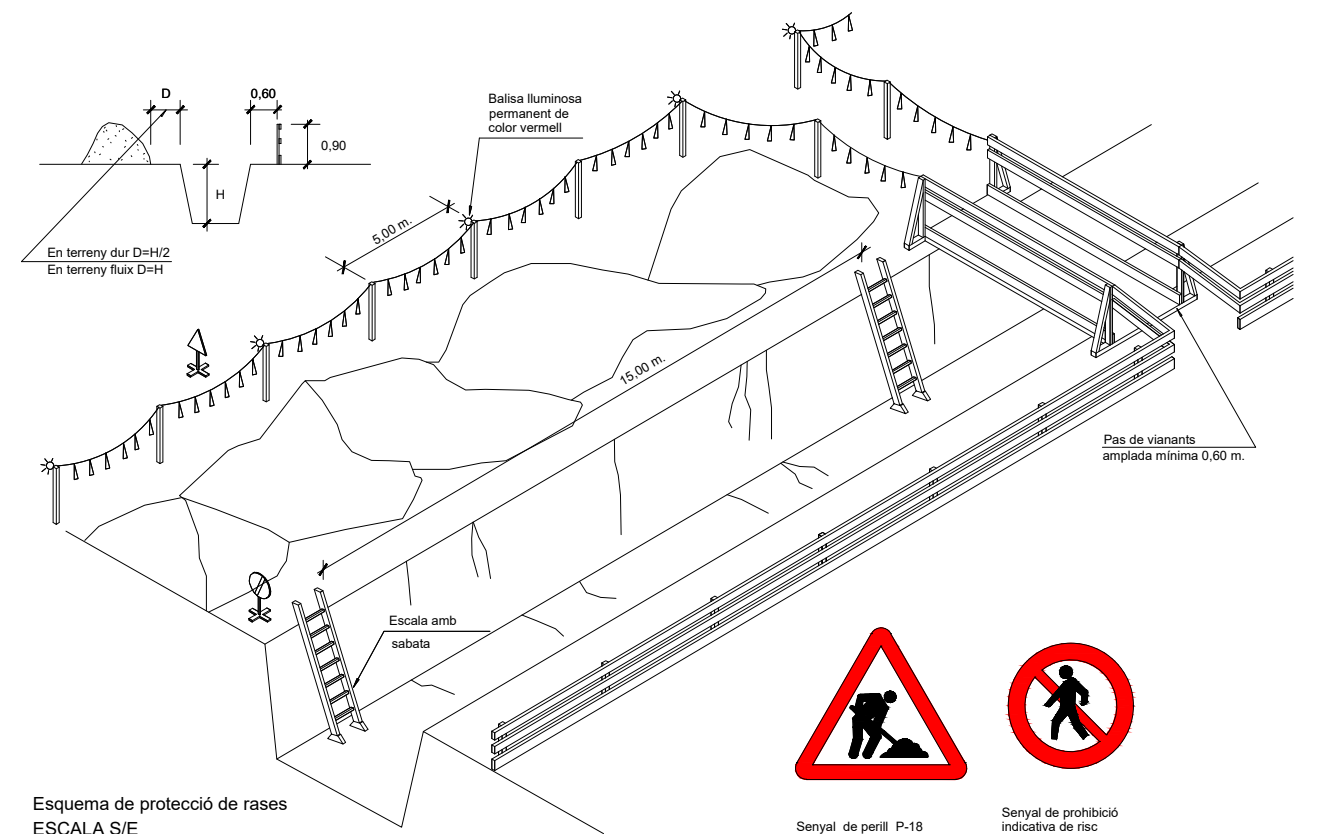 D
0,60
0,90
H
En terreny dur D=H/2
En terreny fluix D=H
Balisa lluminosa
permanent de
color vermell
5,00 m.
15,00 m.
Pas de vianants
amplada mínima 0,60 m.
Escala amb
sabata
Esquema de protecció de rases
ESCALA S/E
Senyal de perill P-18
Senyal de prohibició
indicativa de risc